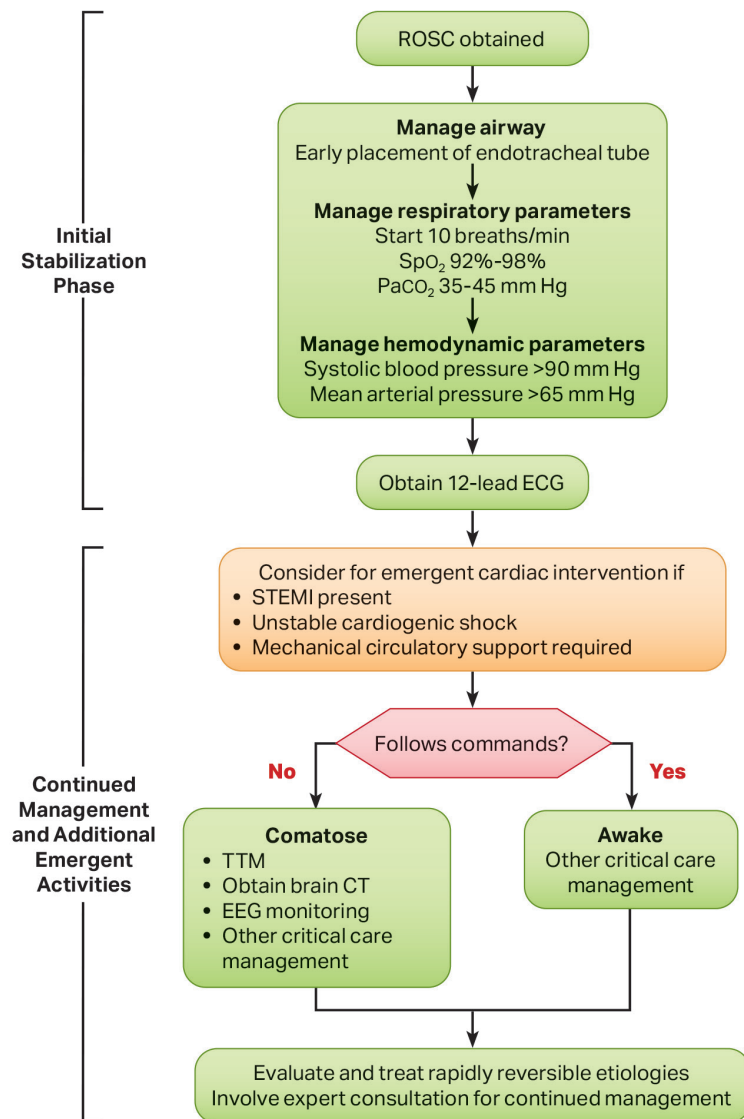 ROSC obtained
Manage airway
Early placement of endotracheal tube
Manage respiratory parameters
Start 10 breaths/min
SpO₂ 92%-98%
PaCO₂ 35-45 mm Hg
Manage hemodynamic parameters
Systolic blood pressure >90 mm Hg
Mean arterial pressure >65 mm Hg
Initial
Stabilization
Phase
Obtain 12-lead ECG
Consider for emergent cardiac intervention if
• STEMI present
• Unstable cardiogenic shock
• Mechanical circulatory support required
Follows commands?
No
Yes
Continued
Management
and Additional
Emergent
Activities
Comatose
• TTM
• Obtain brain CT
• EEG monitoring
• Other critical care
management
Awake
Other critical care
management
Evaluate and treat rapidly reversible etiologies
Involve expert consultation for continued management